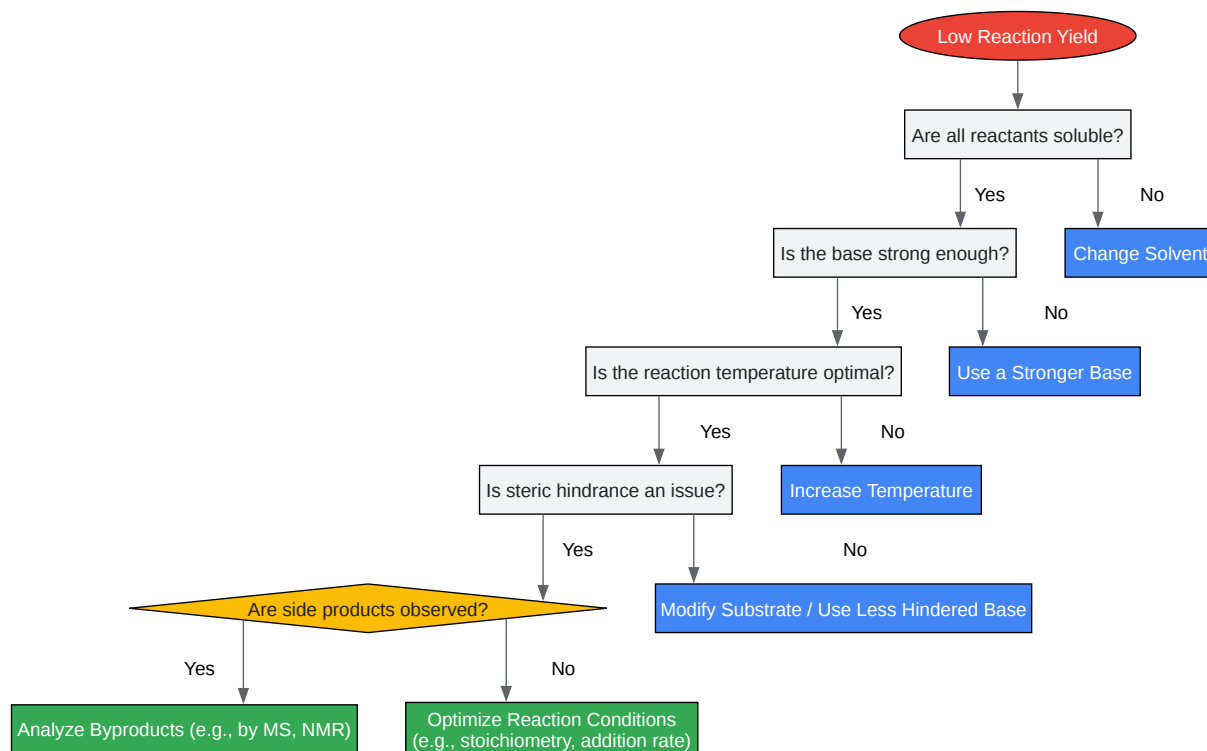 Low Reaction Yield
Are all reactants soluble?
Yes
No
Is the base strong enough?
Change Solvent
Yes
No
Is the reaction temperature optimal?
Use a Stronger Base
Yes
No
Is steric hindrance an issue?
Increase Temperature
Yes
No
Are side products observed?
Modify Substrate / Use Less Hindered Base
Yes
No
Analyze Byproducts (e.g., by MS, NMR)
Optimize Reaction Conditions
(e.g., stoichiometry, addition rate)